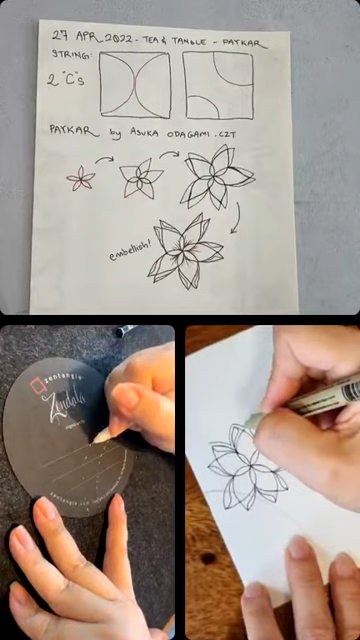 27 APR 2022 - TEA & TANGLE - PATKAR
STRING:
2 "C"s
PATKAR by ASUKA ODAGAMI .CZT
embellish!
zentangle
Zendala